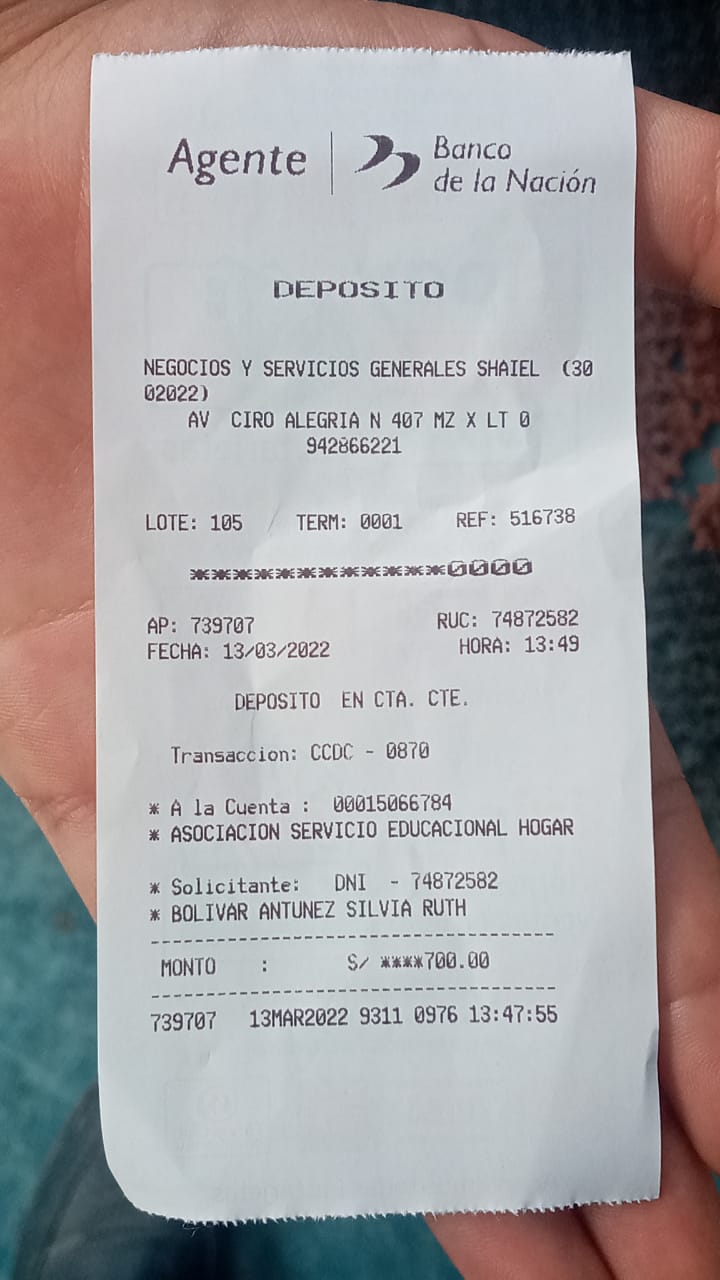 Agente | Banco
de la Nación
DEPOSITO
NEGOCIOS Y SERVICIOS GENERALES SHAIEL (30
02022)
AV CIRO ALEGRIA N 407 MZ X LT 0
942866221
LOTE: 105 TERM: 0001 REF: 516738
************0000
AP: 739707 RUC: 74872582
FECHA: 13/03/2022 HORA: 13:49
DEPOSITO EN CTA. CTE.
Transaccion: CCDC - 0870
* A la Cuenta : 00015066784
* ASOCIACION SERVICIO EDUCACIONAL HOGAR
* Solicitante: DNI - 74872582
* BOLIVAR ANTUNEZ SILVIA RUTH
MONTO : S/ ****700.00
739707 13MAR2022 9311 0976 13:47:55